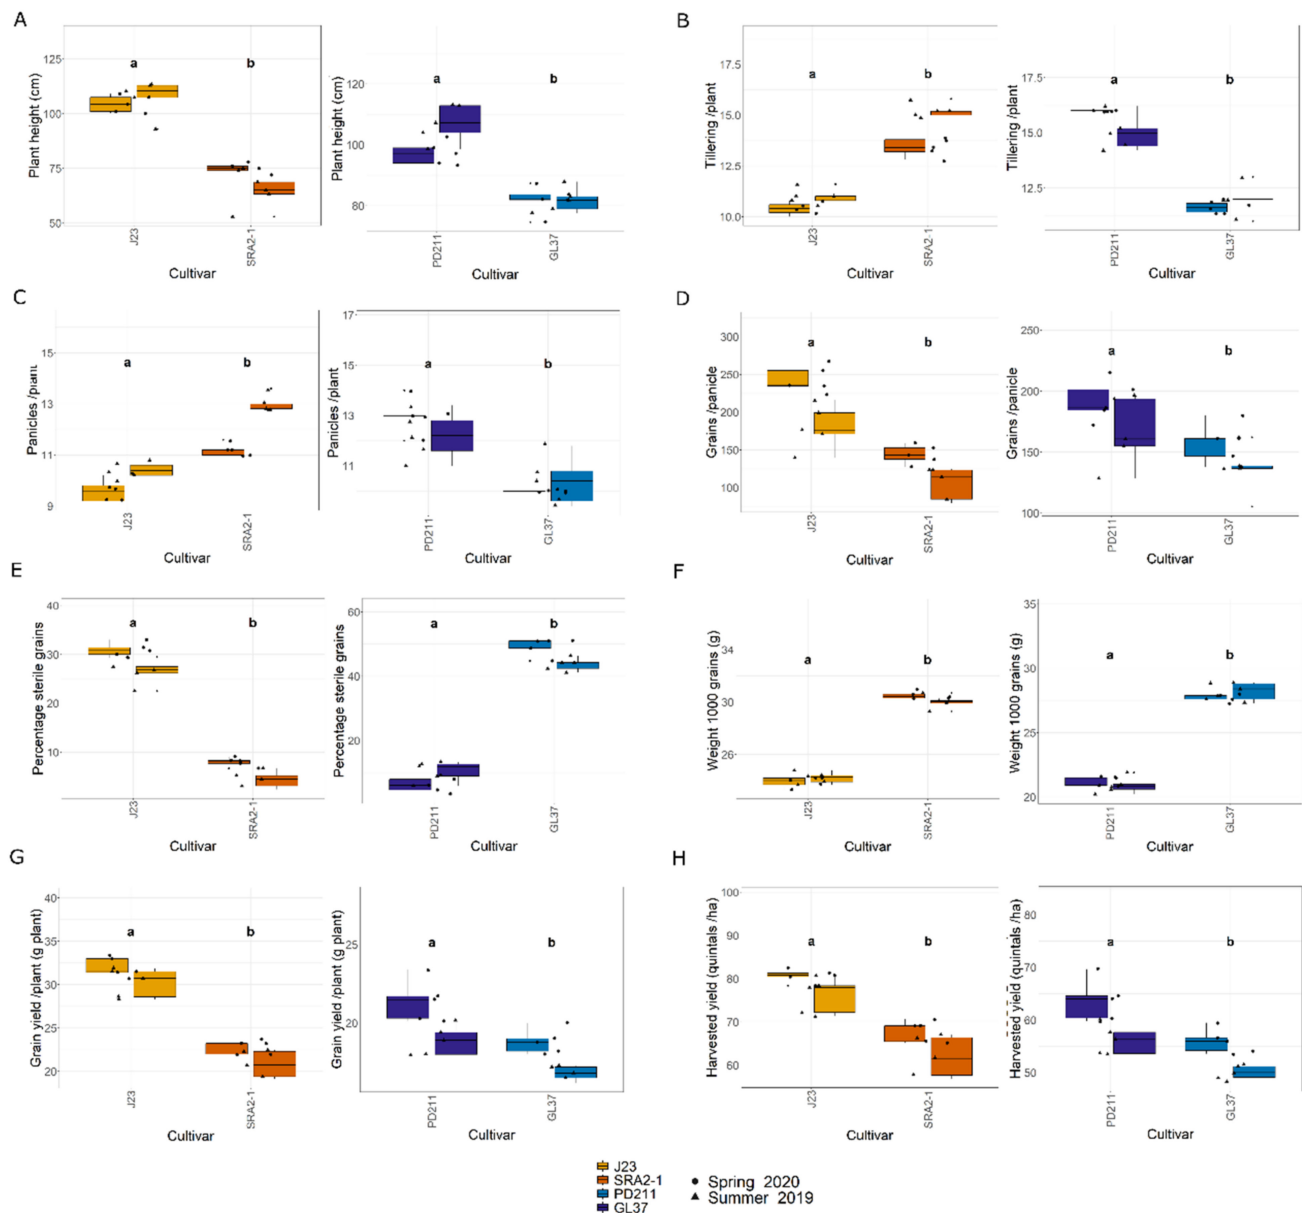 A
Plant height (cm)
125
100
75
50
a
b
J23
SRA2-1
Cultivar
Plant height (cm)
120
100
80
a
b
PD211
GL37
Cultivar
B
Tillering /plant
17.5
15.0
12.5
10.0
a
b
J23
SRA2-1
Cultivar
Tillering /plant
17.5
15.0
12.5
a
b
PD211
GL37
Cultivar
C
Panicles /plant
15
13
11
9
a
b
J23
SRA2-1
Cultivar
Panicles /plant
17
15
13
11
a
b
PD211
GL37
Cultivar
D
Grains /panicle
300
250
200
150
100
a
b
J23
SRA2-1
Cultivar
Grains /panicle
250
200
150
100
a
b
PD211
GL37
Cultivar
E
Percentage sterile grains
40
30
20
10
a
b
J23
SRA2-1
Cultivar
Percentage sterile grains
60
40
20
a
b
PD211
GL37
Cultivar
F
Weight 1000 grains (g)
34
30
26
24
a
b
J23
SRA2-1
Cultivar
Weight 1000 grains (g)
35
30
25
20
a
b
PD211
GL37
Cultivar
G
Grain yield /plant (g plant)
40
35
30
25
20
a
b
J23
SRA2-1
Cultivar
Grain yield /plant (g plant)
25
20
a
b
PD211
GL37
Cultivar
H
Harvested yield (quintals /ha)
100
90
80
70
60
a
b
J23
SRA2-1
Cultivar
Harvested yield (quintals /ha)
80
70
60
50
a
b
PD211
GL37
Cultivar
J23
SRA2-1
PD211
GL37
Spring 2020
Summer 2019